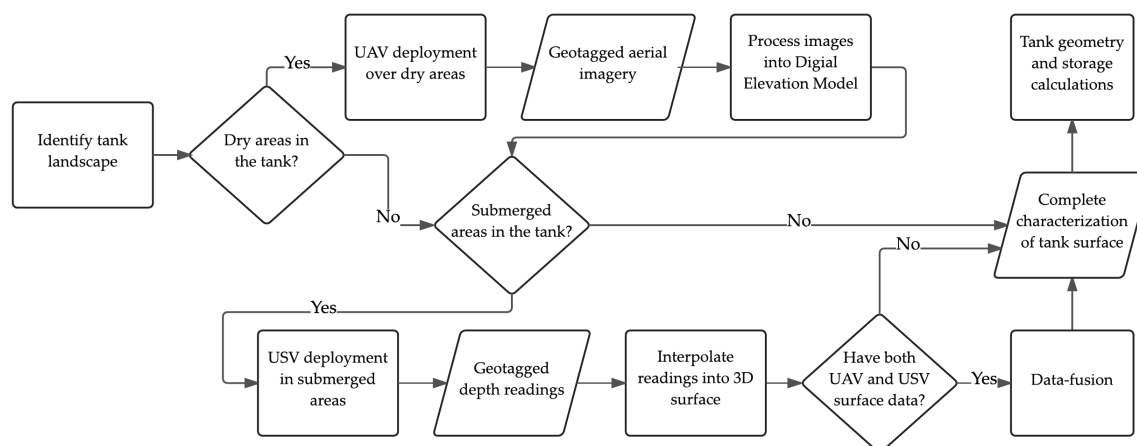 Identify tank
landscape
Dry areas in
the tank?
Yes
No
UAV deployment
over dry areas
Geotagged aerial
imagery
Process images
into Digial
Elevation Model
Submerged
areas in the tank?
No
Yes
USV deployment
in submerged
areas
Geotagged
depth readings
Interpolate
readings into 3D
surface
Have both
UAV and USV
surface data?
No
Yes
Data-fusion
Complete
characterization
of tank surface
Tank geometry
and storage
calculations